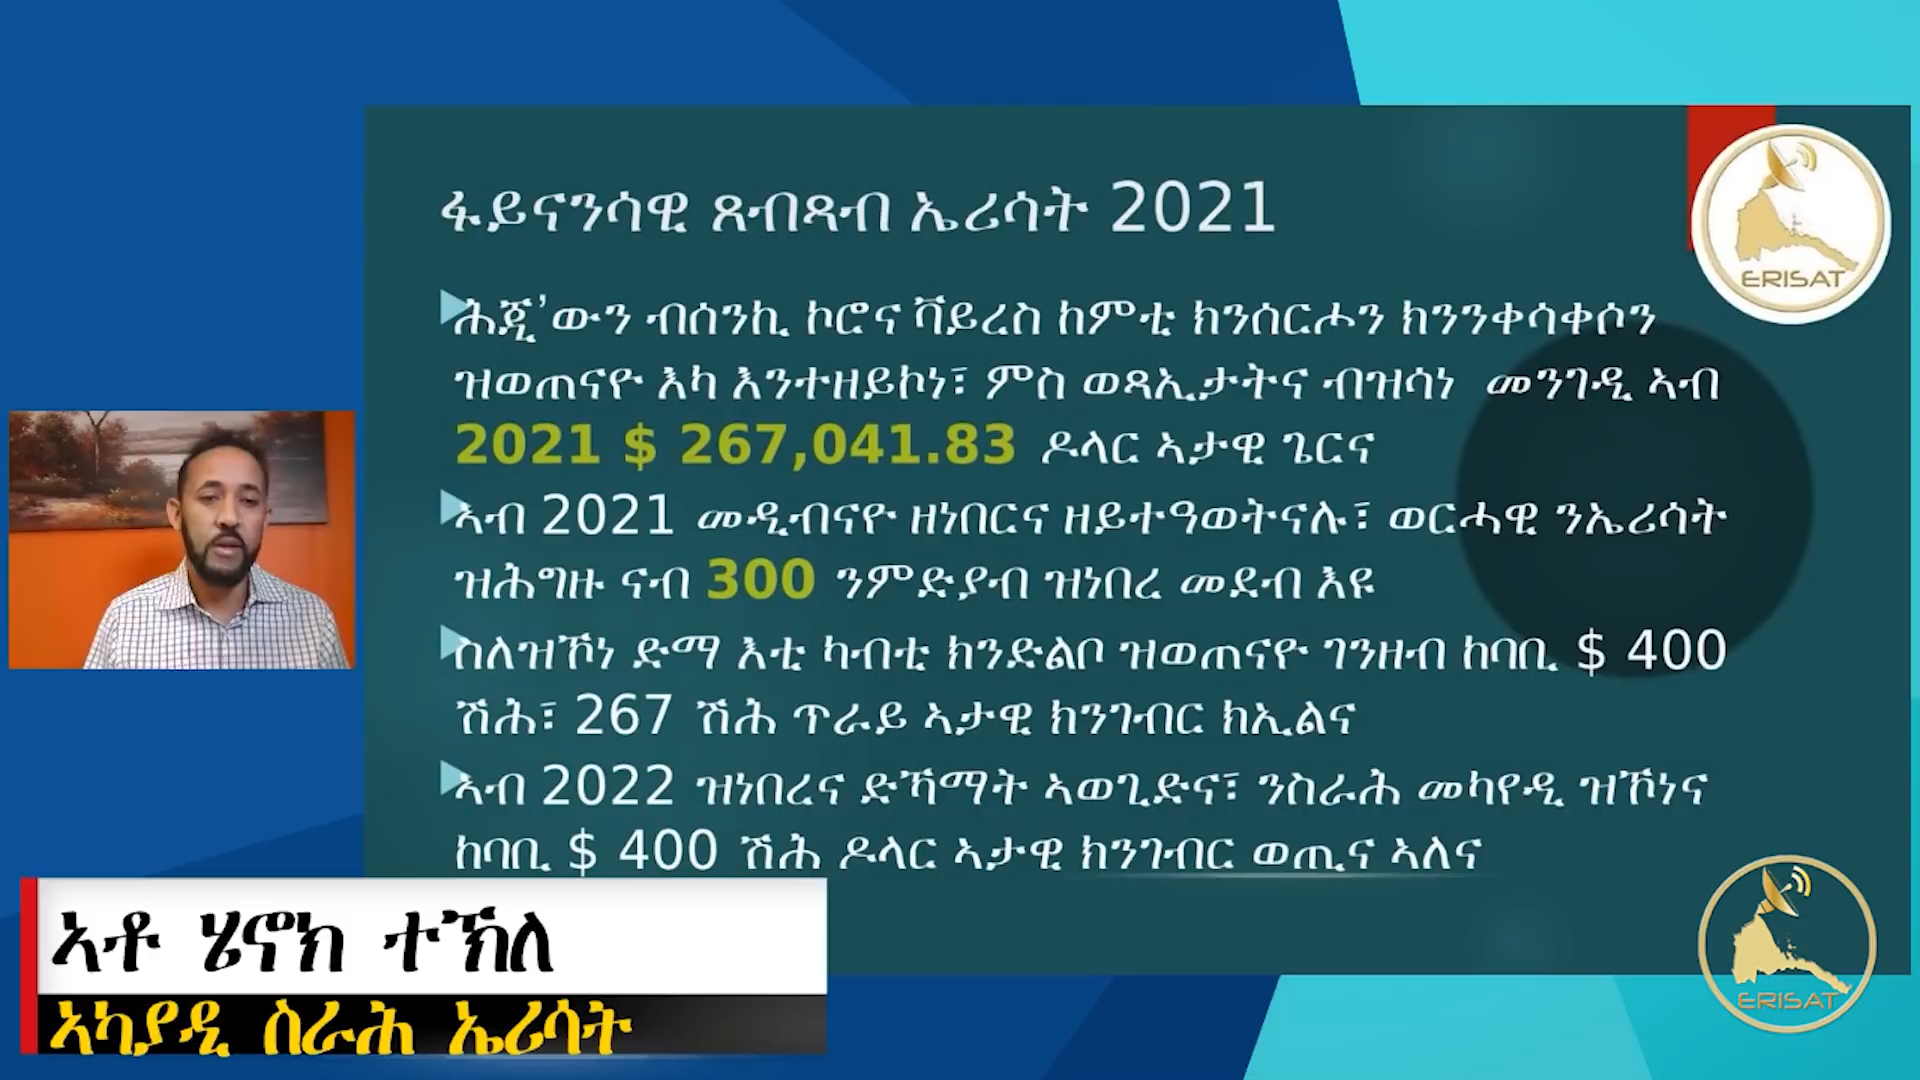 ፋይናንሳዊ ጸብጻብ ኤሪሳት 2021
ሕጂ’ውን ብሰንኪ ኮሮና ቫይረስ ከምቲ ክንሰርሖን ክንንቀሳቀሶን
ዝወጠናዮ እካ እንተዘይኮነ፣ ምስ ወጻኢታትና ብዝሳነ መንገዲ ኣብ
2021 $ 267,041.83 ዶላር ኣታዊ ጌርና
ኣብ 2021 መዲብናዮ ዘነበርና ዘይተዓወትናሉ፣ ወርሓዊ ንኤሪሳት
ዝሕግዙ ናብ 300 ንምድያብ ዝነበረ መደብ እዩ
ስለዝኾነ ድማ እቲ ካብቲ ክንድልቦ ዝወጠናዮ ገንዘብ ከባቢ $ 400
ሽሕ፣ 267 ሽሕ ጥራይ ኣታዊ ክንገብር ክኢልና
ኣብ 2022 ዝነበረና ድኻማት ኣወጊድና፣ ንስራሕ መካየዲ ዝኾነና
ከባቢ $ 400 ሽሕ ዶላር ኣታዊ ክንገብር ወጢና ኣለና
ERISAT
ኣቶ ሄኖክ ተኽለ
ኣካያዲ ስራሕ ኤሪሳት
ERISAT